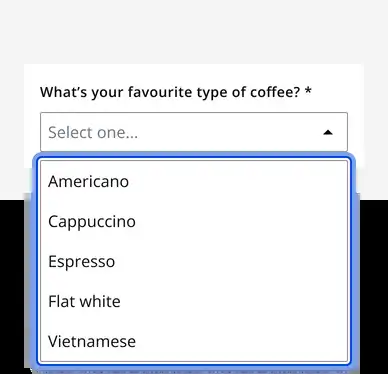 What’s your favourite type of coffee? *
Select one...
Americano
Cappuccino
Espresso
Flat white
Vietnamese